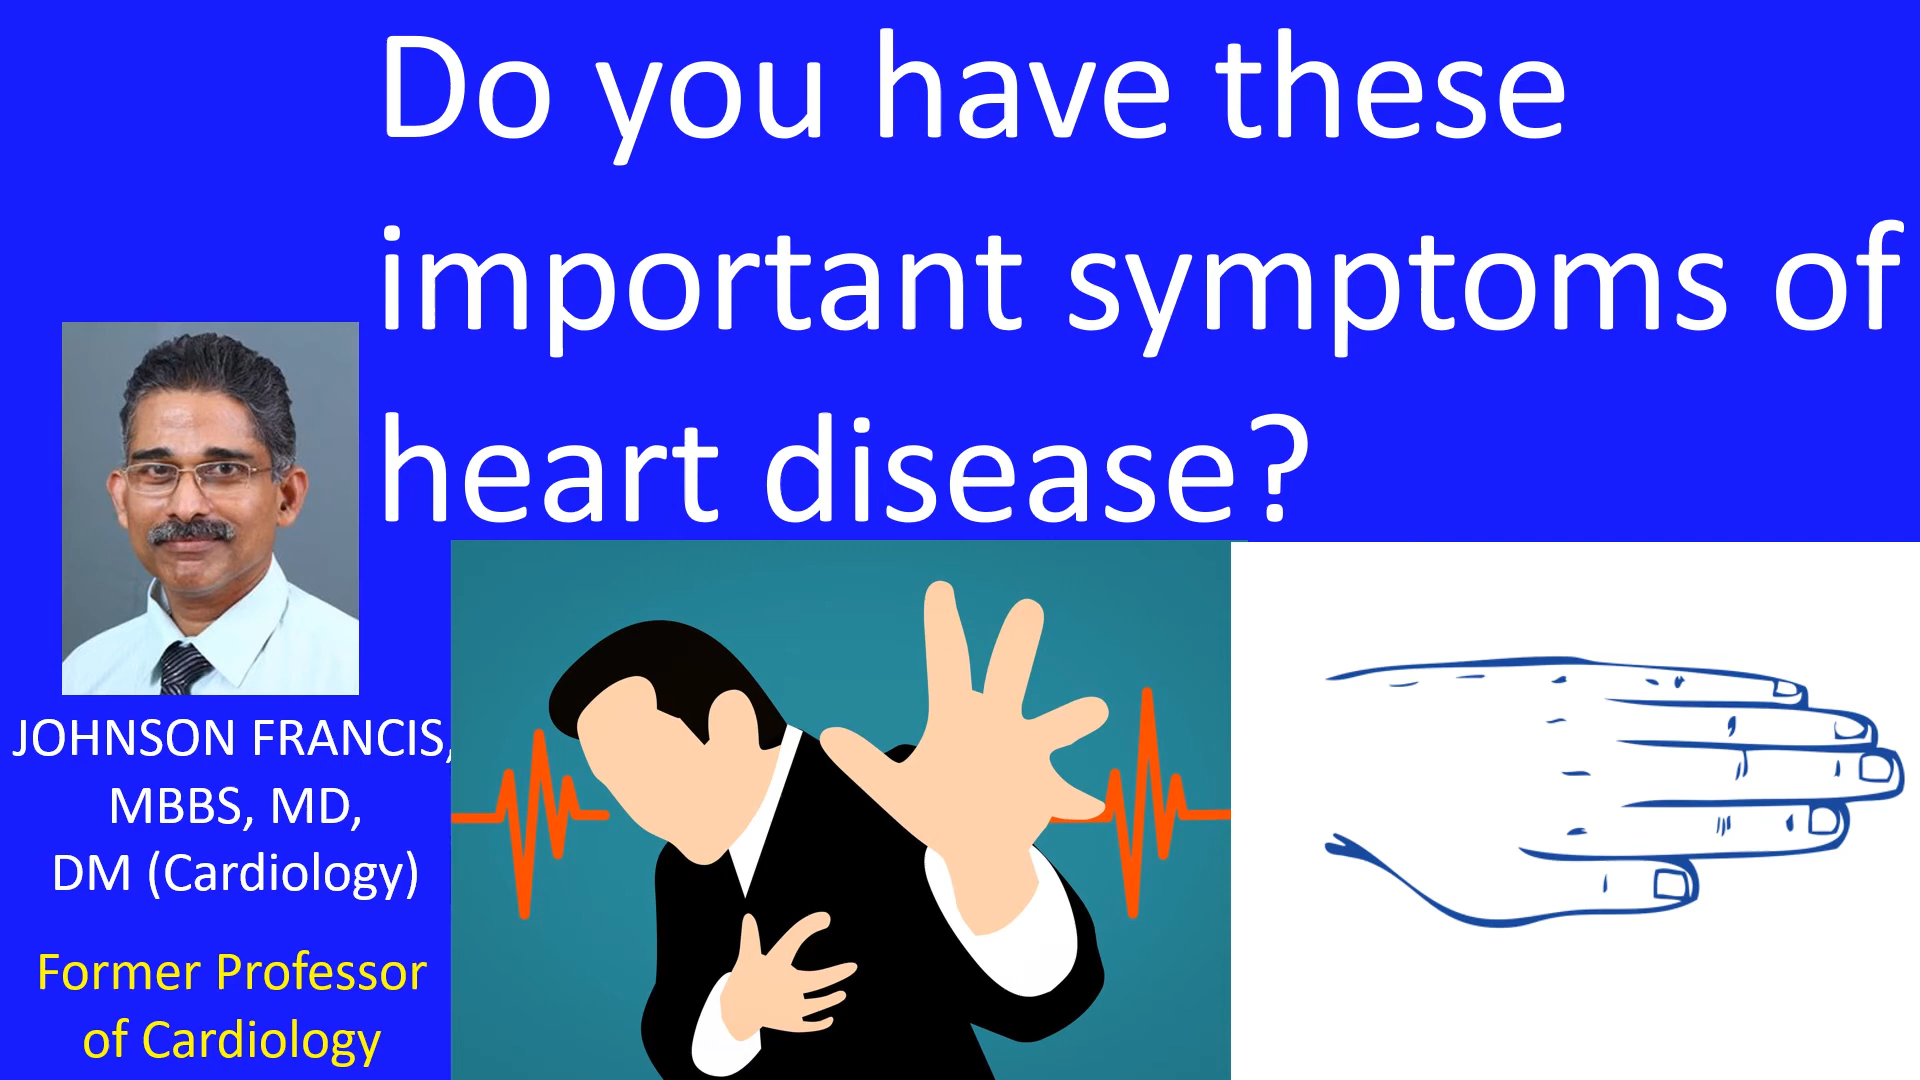 Do you have these
important symptoms of
heart disease?
JOHNSON FRANCIS,
MBBS, MD,
DM (Cardiology)
Former Professor
of Cardiology